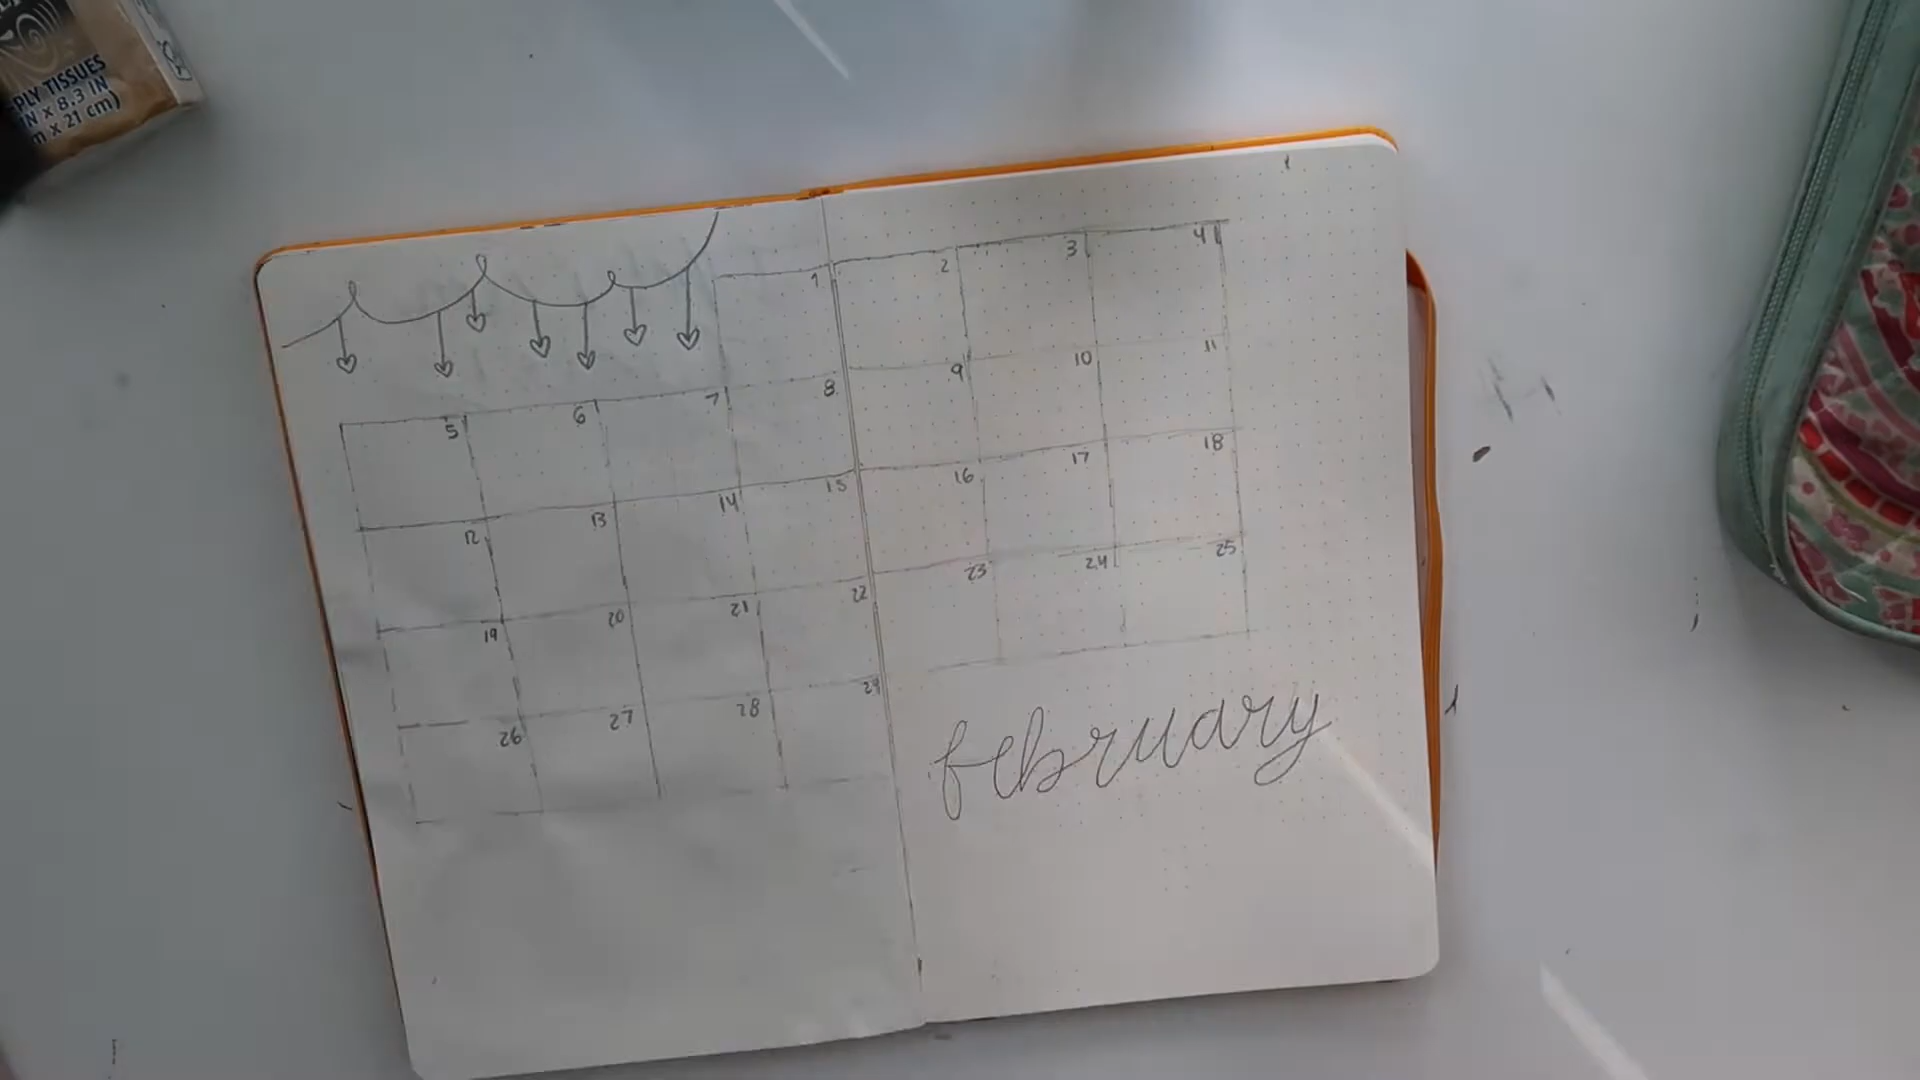 PLY TISSUES
IN x 8.3 IN
m x 21 cm)
1 2 3 4
5 6 7 8 9 10 11
12 13 14 15 16 17 18
19 20 21 22 23 24 25
26 27 28 29
february